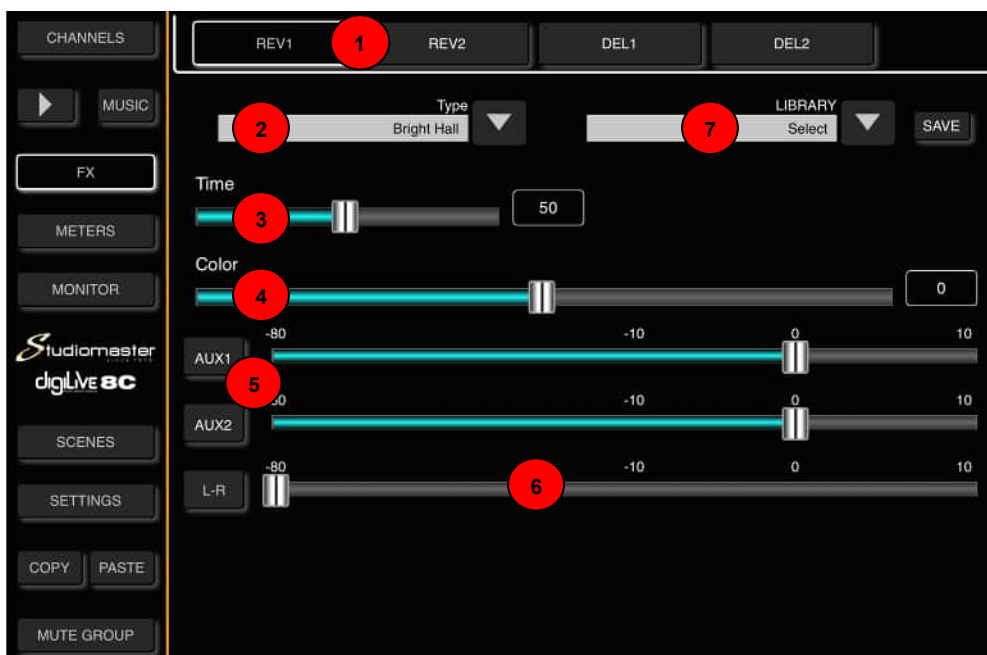 CHANNELS
REV1 1 REV2 DEL1 DEL2
MUSIC
Type LIBRARY
2 Bright Hall 7 Select SAVE
FX
Time
3 50
METERS
Color
MONITOR 4 0
-80 -10 0 10
Studiomaster
AUX1
digiLiVE 8C
5
-10 0 10
AUX2
SCENES
-80 -10 0 10
L-R 6
SETTINGS
COPY PASTE
MUTE GROUP